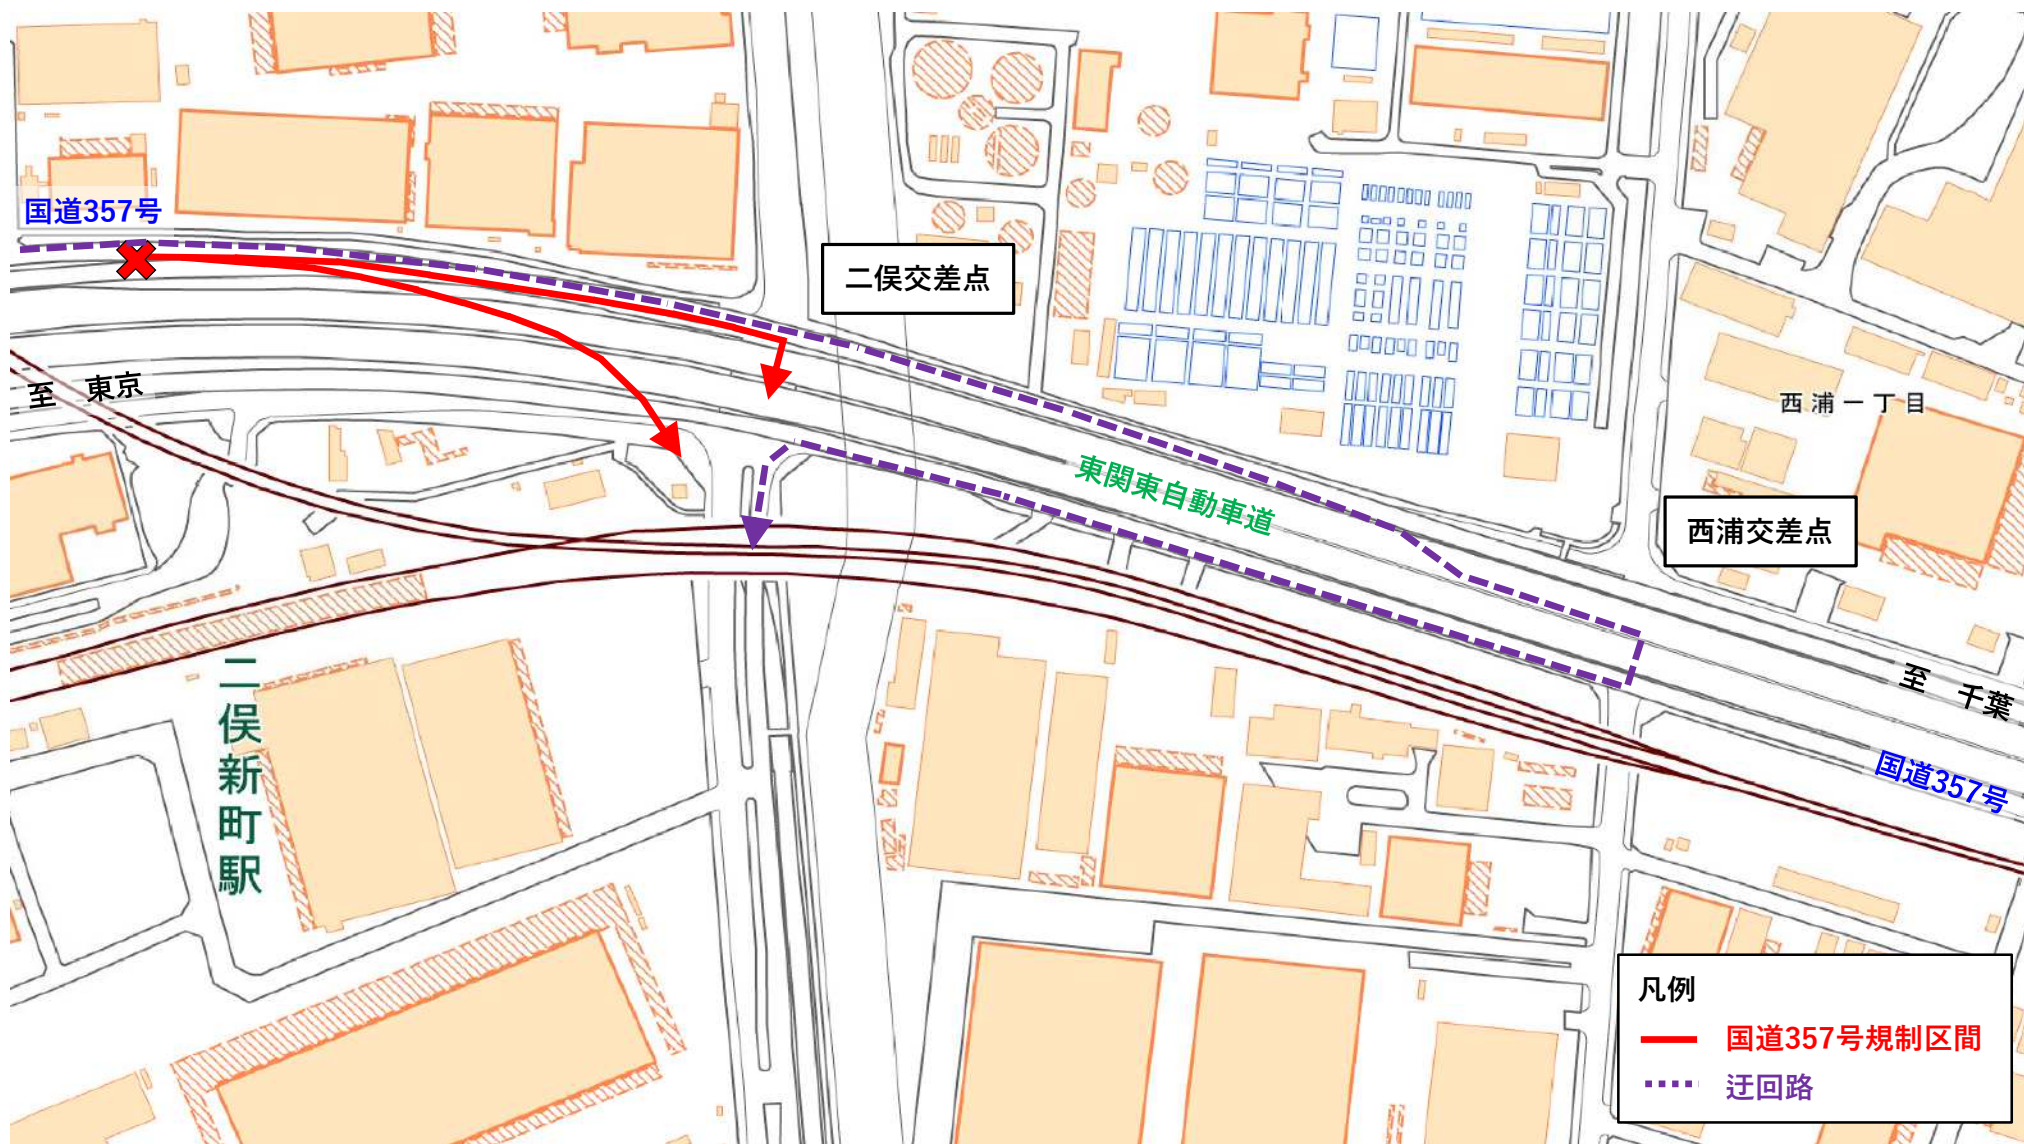 国道357号
二俣交差点
至　東京
西浦一丁目
東関東自動車道
西浦交差点
至　千葉
国道357号
二俣新町駅
凡例
国道357号規制区間
迂回路